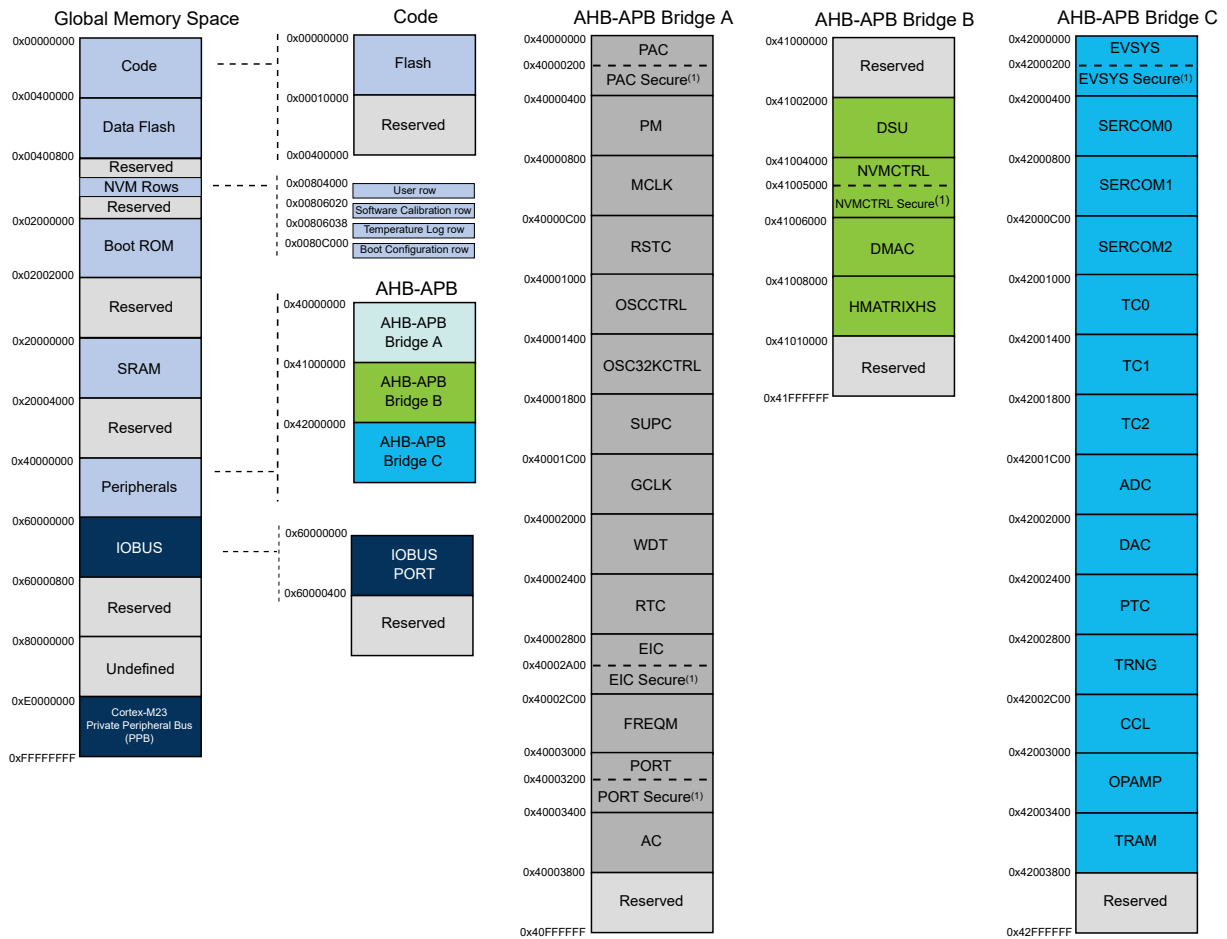 Global Memory Space
0x00000000
Code
0x00400000
Data Flash
0x00400800
Reserved
NVM Rows
Reserved
0x02000000
Boot ROM
0x02002000
Reserved
0x20000000
SRAM
0x20004000
Reserved
0x40000000
Peripherals
0x60000000
IOBUS
0x60000800
Reserved
0x80000000
Undefined
0xE0000000
Cortex-M23
Private Peripheral Bus
(PPB)
0xFFFFFFFF
Code
0x00000000
Flash
0x00010000
Reserved
0x00400000
0x00804000
User row
0x00806020
Software Calibration row
0x00806038
Temperature Log row
0x0080C000
Boot Configuration row
AHB-APB
0x40000000
AHB-APB
Bridge A
0x41000000
AHB-APB
Bridge B
0x42000000
AHB-APB
Bridge C
0x60000000
IOBUS
PORT
0x60000400
Reserved
AHB-APB Bridge A
0x40000000
PAC
0x40000200
PAC Secure(1)
0x40000400
PM
0x40000800
MCLK
0x40000C00
RSTC
0x40001000
OSCCTRL
0x40001400
OSC32KCTRL
0x40001800
SUPC
0x40001C00
GCLK
0x40002000
WDT
0x40002400
RTC
0x40002800
EIC
0x40002A00
EIC Secure(1)
0x40002C00
FREQM
0x40003000
PORT
0x40003200
PORT Secure(1)
0x40003400
AC
0x40003800
Reserved
0x40FFFFFF
AHB-APB Bridge B
0x41000000
Reserved
0x41002000
DSU
0x41004000
NVMCTRL
0x41005000
NVMCTRL Secure(1)
0x41006000
DMAC
0x41008000
HMATRIXHS
0x41010000
Reserved
0x41FFFFFF
AHB-APB Bridge C
0x42000000
EVSYS
0x42000200
EVSYS Secure(1)
0x42000400
SERCOM0
0x42000800
SERCOM1
0x42000C00
SERCOM2
0x42001000
TC0
0x42001400
TC1
0x42001800
TC2
0x42001C00
ADC
0x42002000
DAC
0x42002400
PTC
0x42002800
TRNG
0x42002C00
CCL
0x42003000
OPAMP
0x42003400
TRAM
0x42003800
Reserved
0x42FFFFFF